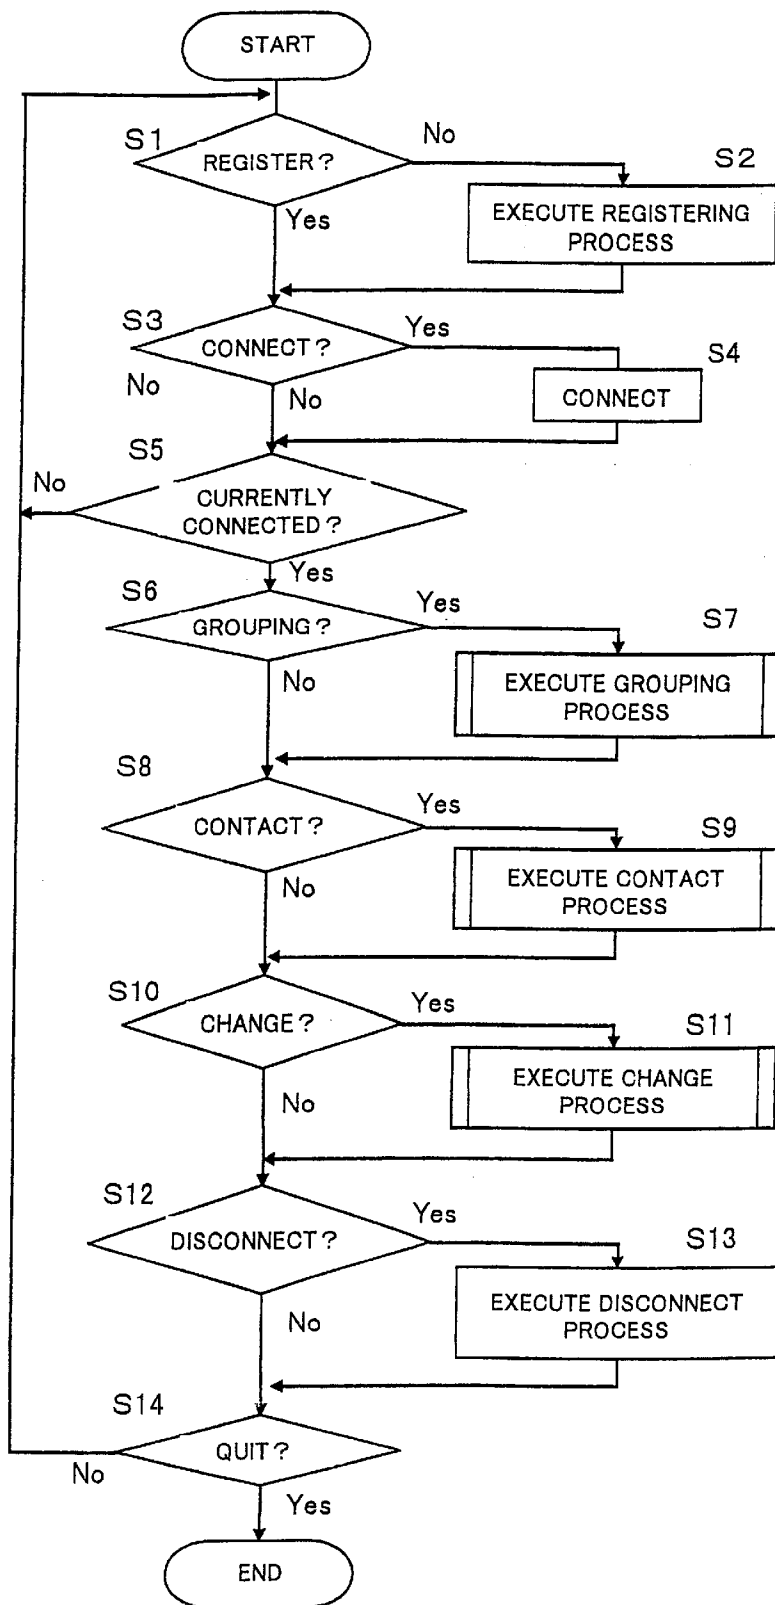 START
S1
REGISTER?
No
S2
EXECUTE REGISTERING
PROCESS
Yes
S3
CONNECT?
Yes
S4
CONNECT
No
No
S5
No
CURRENTLY
CONNECTED?
Yes
S6
GROUPING?
Yes
S7
EXECUTE GROUPING
PROCESS
No
S8
CONTACT?
Yes
S9
EXECUTE CONTACT
PROCESS
No
S10
CHANGE?
Yes
S11
EXECUTE CHANGE
PROCESS
No
S12
DISCONNECT?
Yes
S13
EXECUTE DISCONNECT
PROCESS
No
S14
QUIT?
No
Yes
END